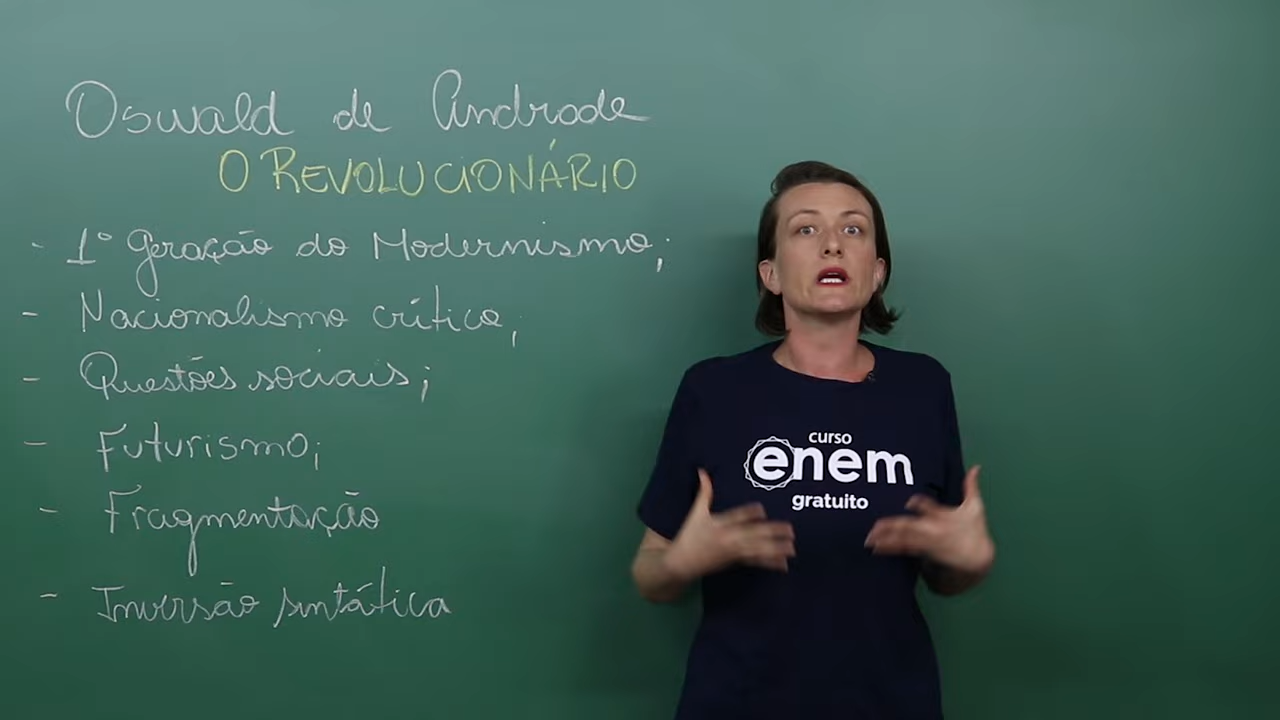 Oswald de Andrade
O REVOLUCIONÁRIO
- 1º Geração do Modernismo;
- Nacionalismo crítico;
- Questões sociais;
- Futurismo;
- Fragmentação
- Inversão sintática
curso
enem
gratuito